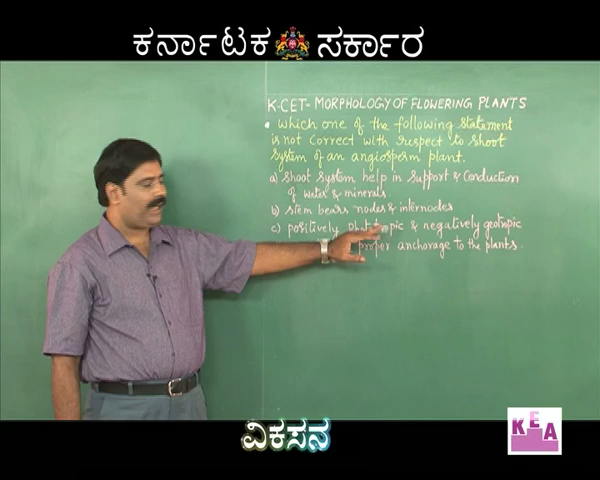 ಕರ್ನಾಟಕ ಸರ್ಕಾರ
K-CET- MORPHOLOGY OF FLOWERING PLANTS
• Which one of the following statement
is not correct with respect to shoot
system of an angiosperm plant.
a) Shoot system help in support & conduction
of water & minerals.
b) stem bears nodes & internodes
c) positively & negatively geotropic
proper anchorage to the plants.
ವಿಕಸನ
KEA